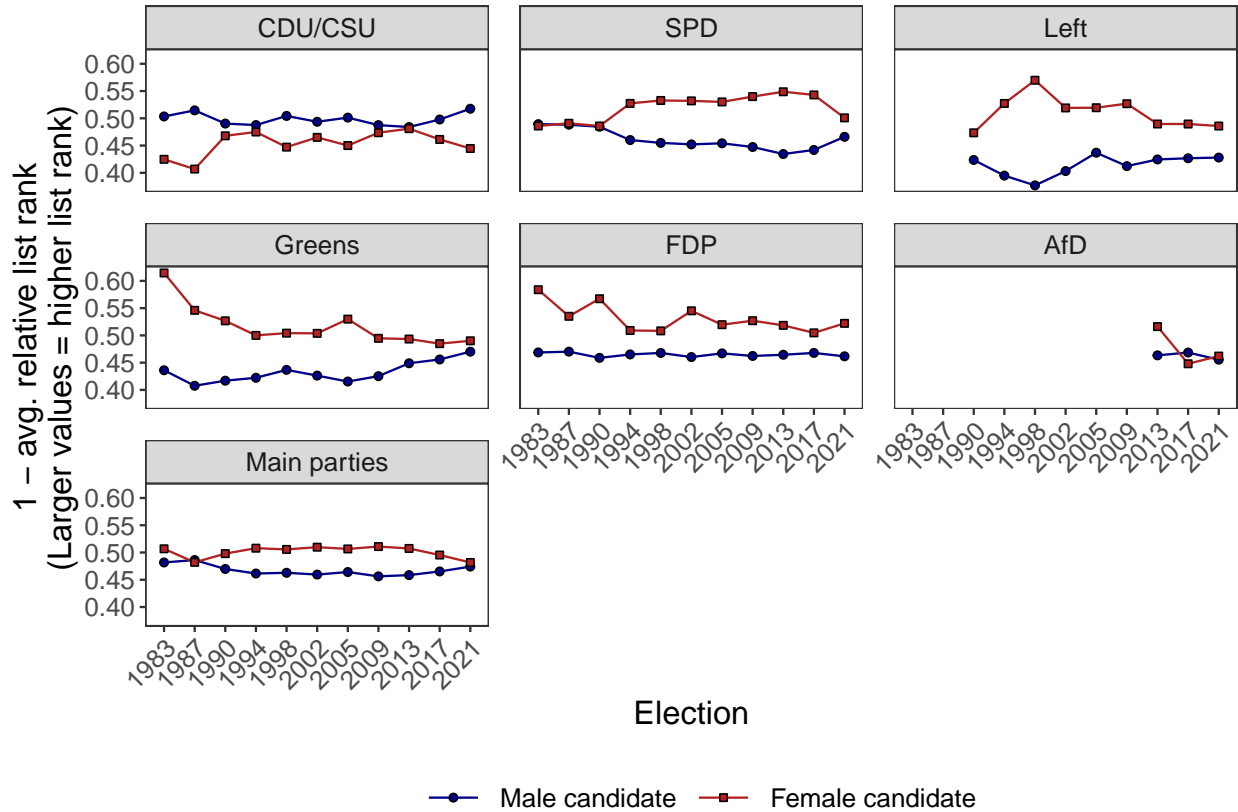 CDU/CSU
SPD
Left
0.60
0.55
0.50
0.45
0.40
Greens
FDP
AfD
0.60
0.55
0.50
0.45
0.40
1983 1987 1990 1994 1998 2002 2005 2009 2013 2017 2021
1983 1987 1990 1994 1998 2002 2005 2009 2013 2017 2021
Main parties
0.60
0.55
0.50
0.45
0.40
1983 1987 1990 1994 1998 2002 2005 2009 2013 2017 2021
1 − avg. relative list rank
(Larger values = higher list rank)
Election
Male candidate Female candidate